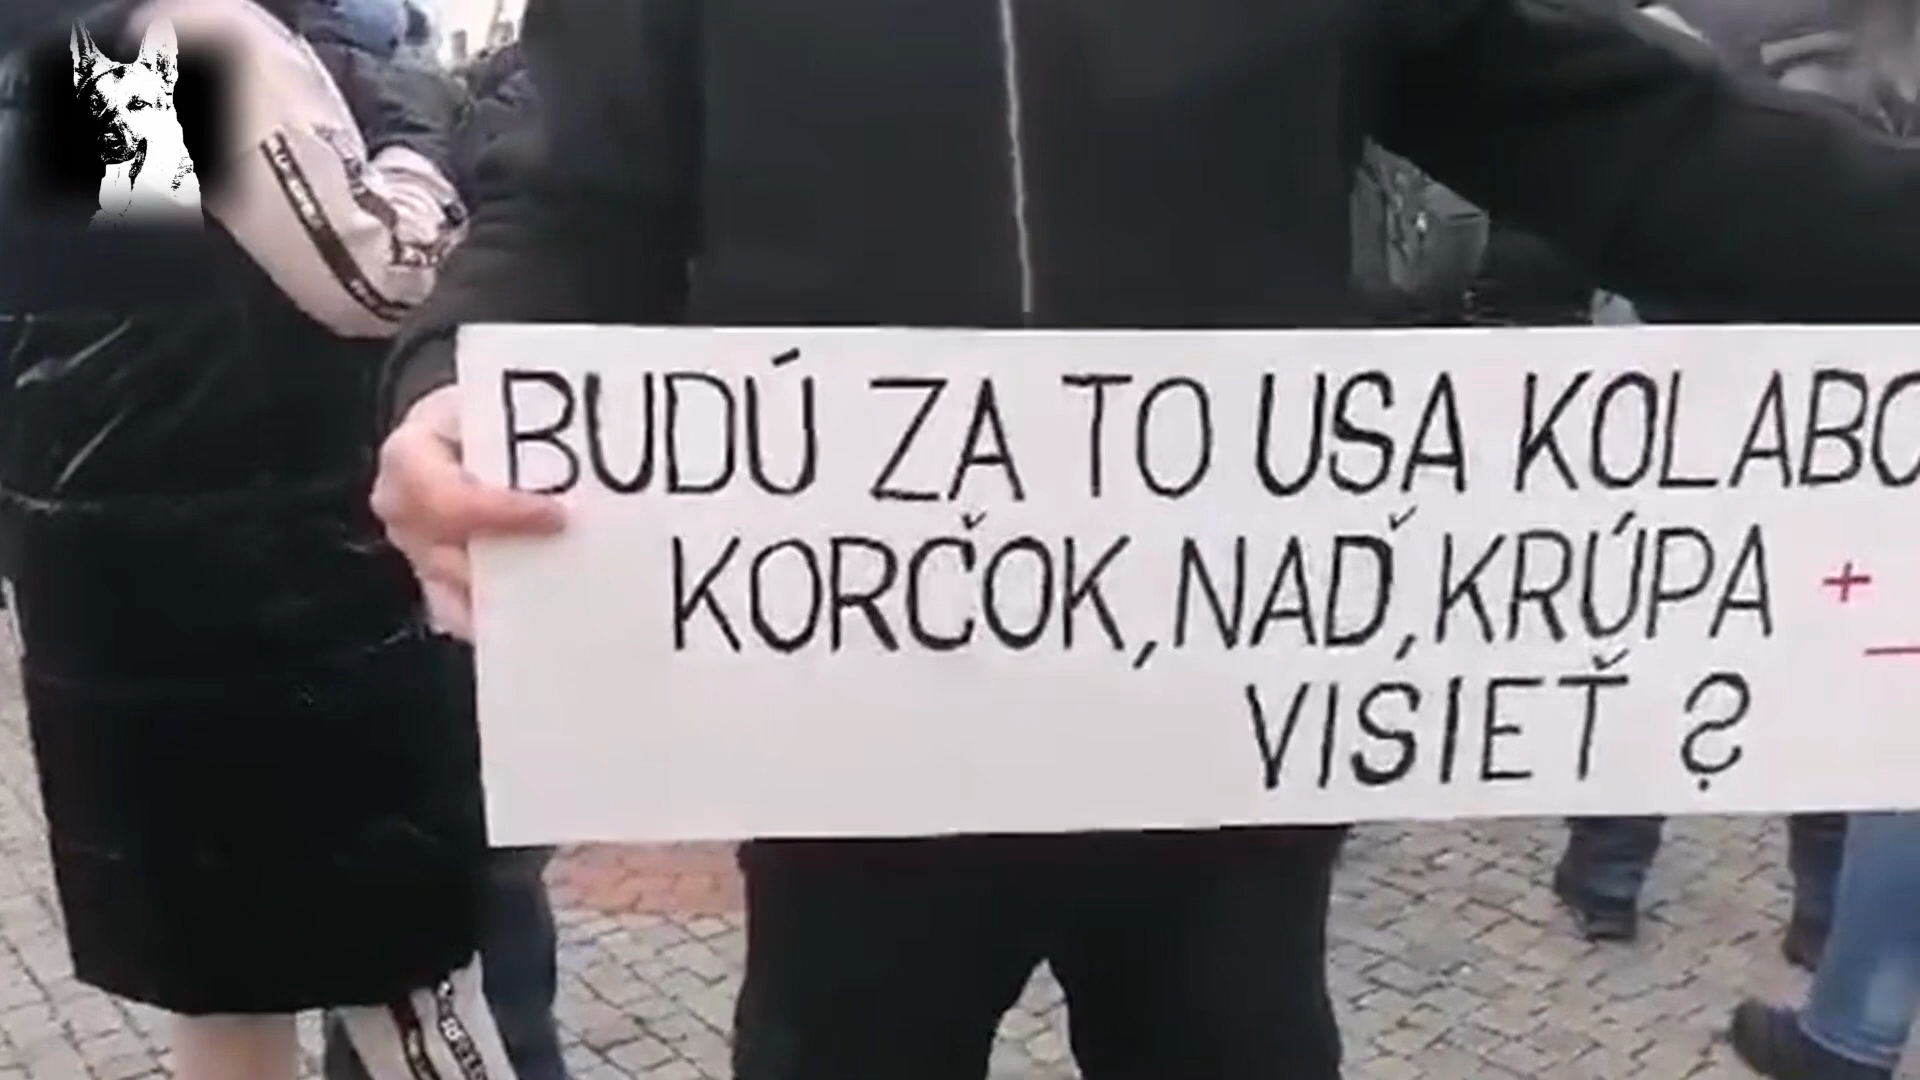 BUDÚ ZA TO USA KOLABO
KORČOK, NAĎ, KRÚPA +
VISIEŤ ?